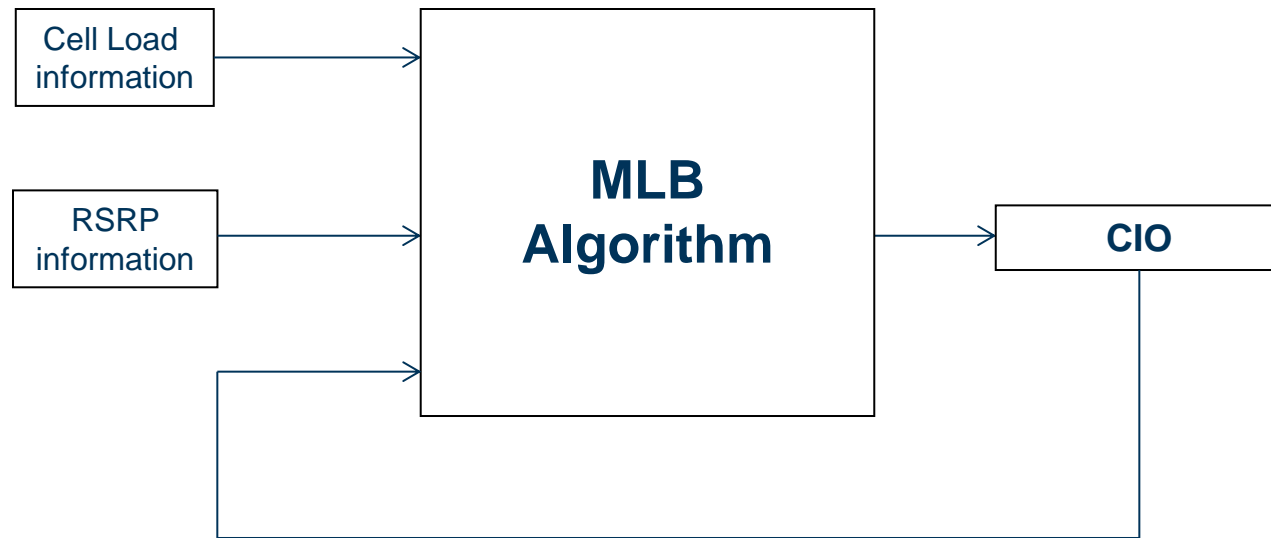 Cell Load
information
MLB
Algorithm
RSRP
information
CIO